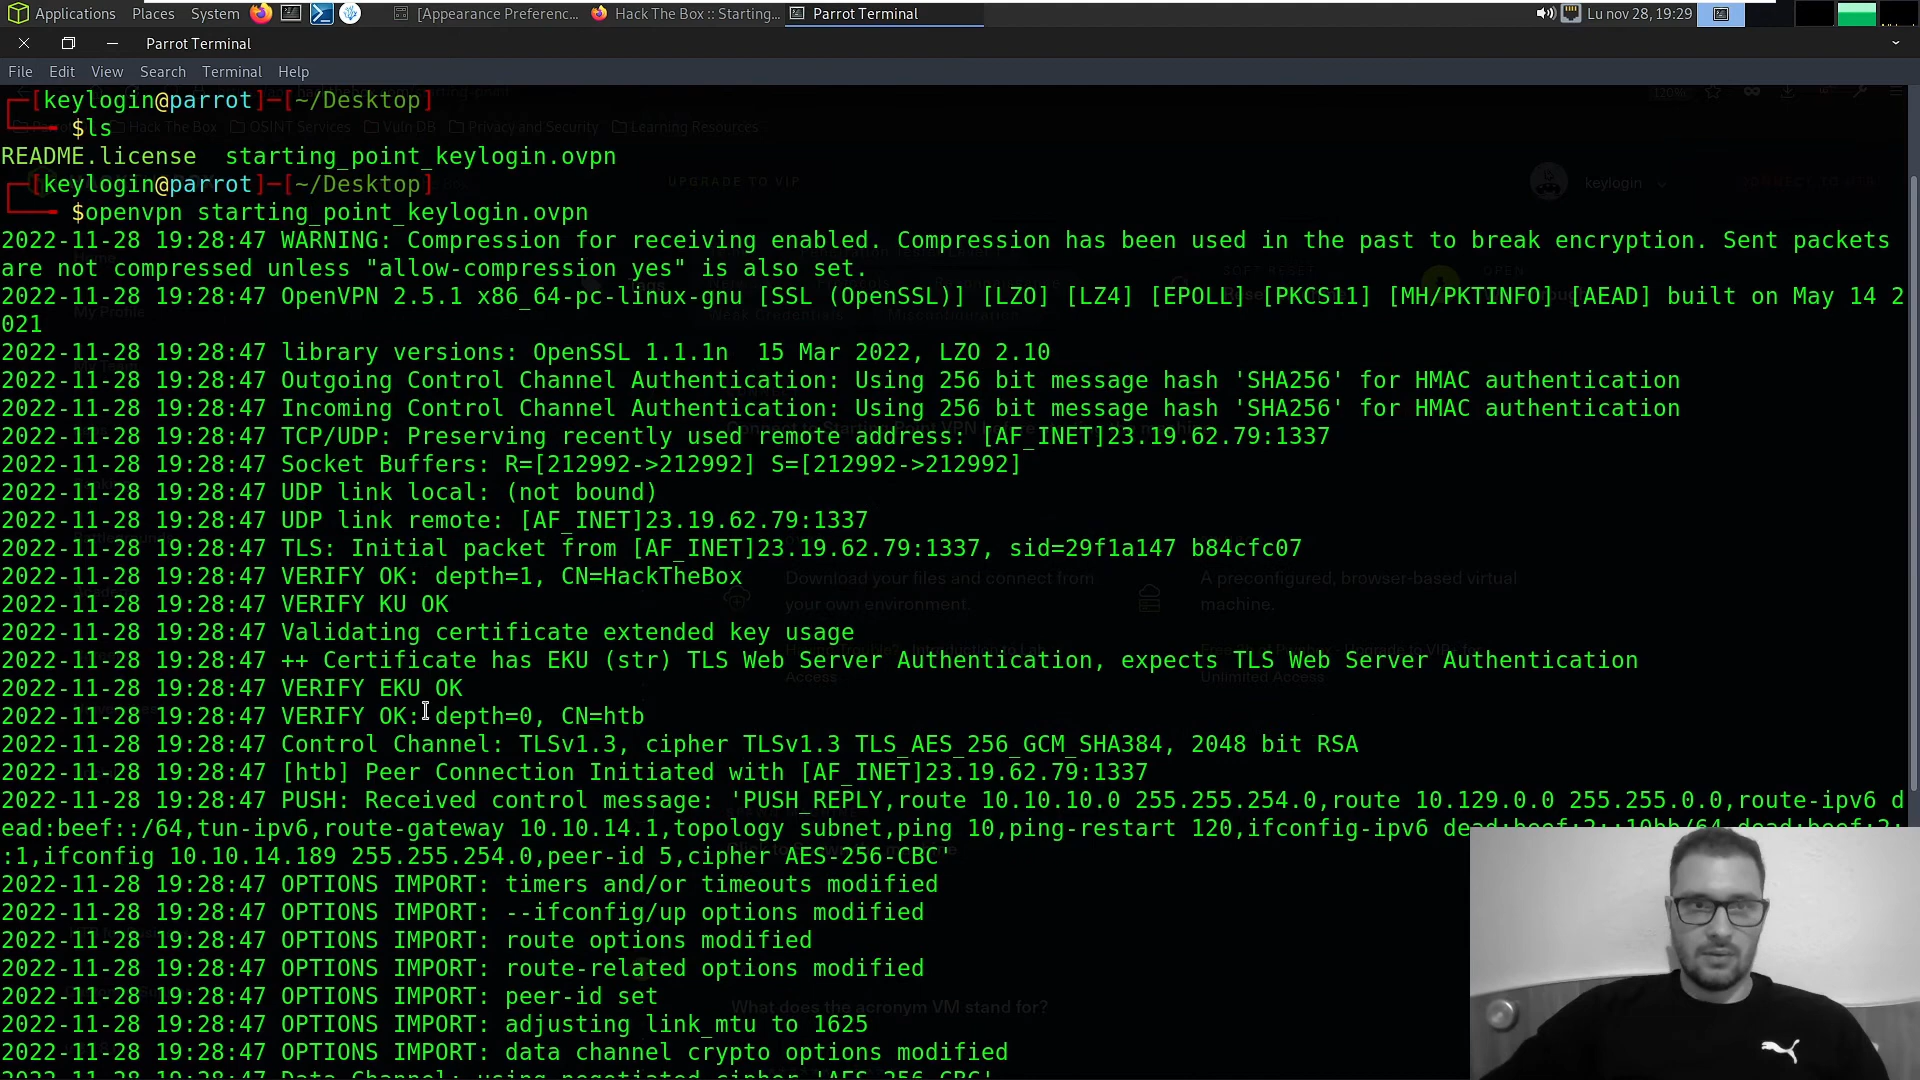 Applications Places System [Appearance Preferenc... Hack The Box :: Starting... Parrot Terminal Lu nov 28, 19:29
Parrot Terminal
File Edit View Search Terminal Help
┌─[keylogin@parrot]─[~/Desktop]
└──╼ $ls
README.license  starting_point_keylogin.ovpn
┌─[keylogin@parrot]─[~/Desktop]
└──╼ $openvpn starting_point_keylogin.ovpn
2022-11-28 19:28:47 WARNING: Compression for receiving enabled. Compression has been used in the past to break encryption. Sent packets
are not compressed unless "allow-compression yes" is also set.
2022-11-28 19:28:47 OpenVPN 2.5.1 x86_64-pc-linux-gnu [SSL (OpenSSL)] [LZO] [LZ4] [EPOLL] [PKCS11] [MH/PKTINFO] [AEAD] built on May 14 2
021
2022-11-28 19:28:47 library versions: OpenSSL 1.1.1n  15 Mar 2022, LZO 2.10
2022-11-28 19:28:47 Outgoing Control Channel Authentication: Using 256 bit message hash 'SHA256' for HMAC authentication
2022-11-28 19:28:47 Incoming Control Channel Authentication: Using 256 bit message hash 'SHA256' for HMAC authentication
2022-11-28 19:28:47 TCP/UDP: Preserving recently used remote address: [AF_INET]23.19.62.79:1337
2022-11-28 19:28:47 Socket Buffers: R=[212992->212992] S=[212992->212992]
2022-11-28 19:28:47 UDP link local: (not bound)
2022-11-28 19:28:47 UDP link remote: [AF_INET]23.19.62.79:1337
2022-11-28 19:28:47 TLS: Initial packet from [AF_INET]23.19.62.79:1337, sid=29f1a147 b84cfc07
2022-11-28 19:28:47 VERIFY OK: depth=1, CN=HackTheBox
2022-11-28 19:28:47 VERIFY KU OK
2022-11-28 19:28:47 Validating certificate extended key usage
2022-11-28 19:28:47 ++ Certificate has EKU (str) TLS Web Server Authentication, expects TLS Web Server Authentication
2022-11-28 19:28:47 VERIFY EKU OK
2022-11-28 19:28:47 VERIFY OK: depth=0, CN=htb
2022-11-28 19:28:47 Control Channel: TLSv1.3, cipher TLSv1.3 TLS_AES_256_GCM_SHA384, 2048 bit RSA
2022-11-28 19:28:47 [htb] Peer Connection Initiated with [AF_INET]23.19.62.79:1337
2022-11-28 19:28:47 PUSH: Received control message: 'PUSH_REPLY,route 10.10.10.0 255.255.254.0,route 10.129.0.0 255.255.0.0,route-ipv6 d
ead:beef::/64,tun-ipv6,route-gateway 10.10.14.1,topology subnet,ping 10,ping-restart 120,ifconfig-ipv6 dead:beef:2::10bb/64 dead:beef:2:
:1,ifconfig 10.10.14.189 255.255.254.0,peer-id 5,cipher AES-256-CBC'
2022-11-28 19:28:47 OPTIONS IMPORT: timers and/or timeouts modified
2022-11-28 19:28:47 OPTIONS IMPORT: --ifconfig/up options modified
2022-11-28 19:28:47 OPTIONS IMPORT: route options modified
2022-11-28 19:28:47 OPTIONS IMPORT: route-related options modified
2022-11-28 19:28:47 OPTIONS IMPORT: peer-id set
2022-11-28 19:28:47 OPTIONS IMPORT: adjusting link_mtu to 1625
2022-11-28 19:28:47 OPTIONS IMPORT: data channel crypto options modified
2022-11-28 19:28:47 Data Channel: using negotiated cipher 'AES-256-CBC'